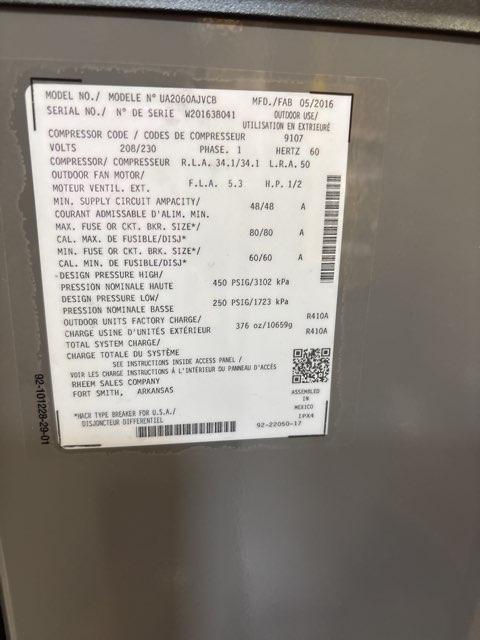 MODEL NO./ MODELE N° UA2060AJVCB MFD./FAB 05/2016
SERIAL NO./ N° DE SERIE W201638041 OUTDOOR USE/
UTILISATION EN EXTRIEURÉ
COMPRESSOR CODE / CODES DE COMPRESSEUR 9107
VOLTS 208/230 PHASE. 1 HERTZ 60
COMPRESSOR/ COMPRESSEUR R.L.A. 34.1/34.1 L.R.A. 50
OUTDOOR FAN MOTOR/
MOTEUR VENTIL. EXT. F.L.A. 5.3 H.P. 1/2
MIN. SUPPLY CIRCUIT AMPACITY/
COURANT ADMISSABLE D'ALIM. MIN. 48/48 A
MAX. FUSE OR CKT. BKR. SIZE*/
CAL. MAX. DE FUSIBLE/DISJ* 80/80 A
MIN. FUSE OR CKT. BRK. SIZE*/
CAL. MIN. DE FUSIBLE/DISJ* 60/60 A
DESIGN PRESSURE HIGH/
PRESSION NOMINALE HAUTE 450 PSIG/3102 kPa
DESIGN PRESSURE LOW/
PRESSION NOMINALE BASSE 250 PSIG/1723 kPa
OUTDOOR UNITS FACTORY CHARGE/ R410A
CHARGE USINE D'UNITÉS EXTÉRIEUR 376 oz/10659g
TOTAL SYSTEM CHARGE/ R410A
CHARGE TOTALE DU SYSTÈME
SEE INSTRUCTIONS INSIDE ACCESS PANEL /
VOIR LES CHARGE INSTRUCTIONS À L'INTÉRIEUR DU PANNEAU D'ACCÈS
RHEEM SALES COMPANY
FORT SMITH, ARKANSAS
ASSEMBLED
IN
MEXICO
IPX4
*HACR TYPE BREAKER FOR U.S.A./
DISJONCTEUR DIFFERENTIEL
92-22050-17
92-101228-29-01